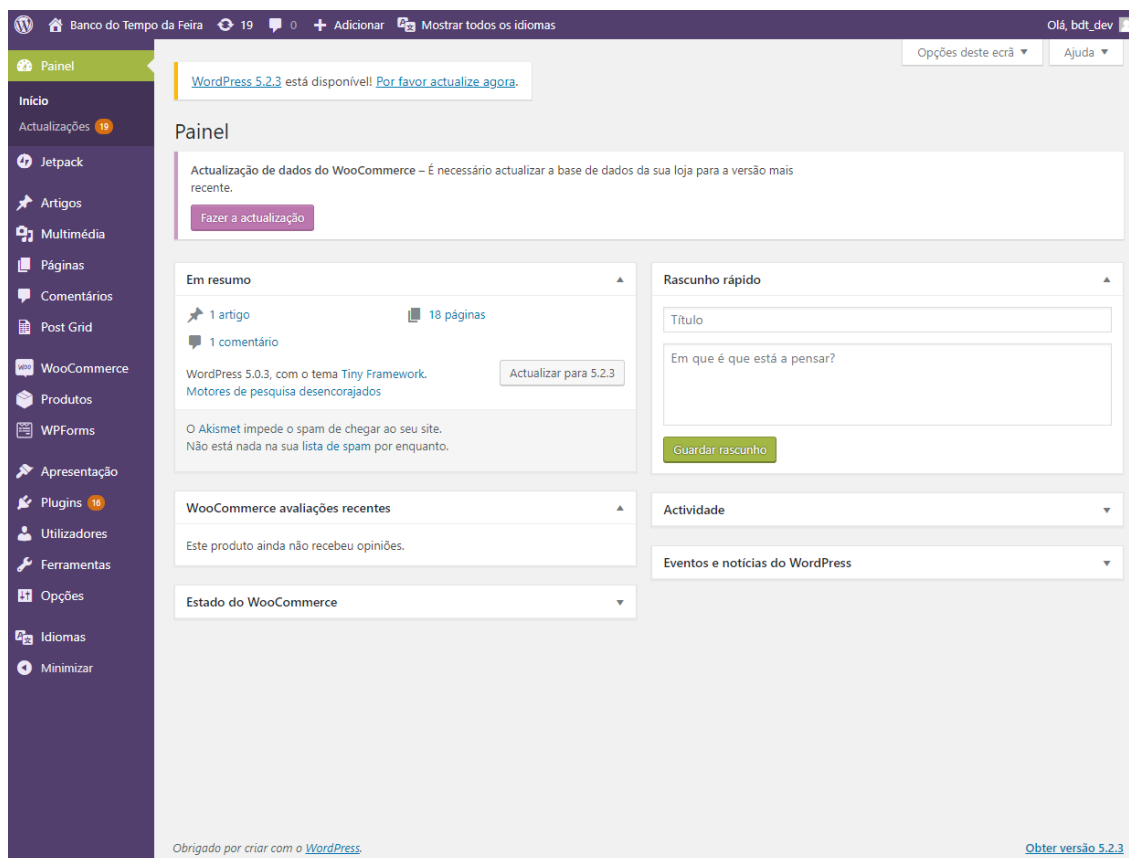 Banco do Tempo da Feira 19 0 Adicionar Mostrar todos os idiomas Olá, bdt_dev
Opções deste ecrã Ajuda
Painel
Início
Actualizações 19
Jetpack
Artigos
Multimédia
Páginas
Comentários
Post Grid
WooCommerce
Produtos
WPForms
Apresentação
Plugins 16
Utilizadores
Ferramentas
Opções
Idiomas
Minimizar
WordPress 5.2.3 está disponível! Por favor actualize agora.
Painel
Actualização de dados do WooCommerce – É necessário actualizar a base de dados da sua loja para a versão mais
recente.
Fazer a actualização
Em resumo
1 artigo 18 páginas
1 comentário
WordPress 5.0.3, com o tema Tiny Framework. Actualizar para 5.2.3
Motores de pesquisa desencorajados
O Akismet impede o spam de chegar ao seu site.
Não está nada na sua lista de spam por enquanto.
WooCommerce avaliações recentes
Este produto ainda não recebeu opiniões.
Estado do WooCommerce
Rascunho rápido
Título
Em que é que está a pensar?
Guardar rascunho
Actividade
Eventos e notícias do WordPress
Obrigado por criar com o WordPress.
Obter versão 5.2.3